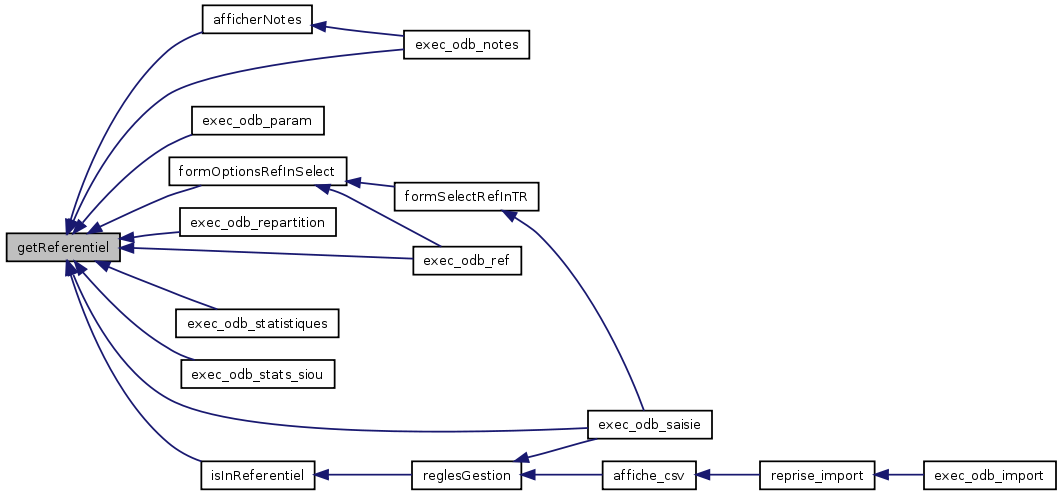 afficherNotes
exec_odb_notes
exec_odb_param
formOptionsRefInSelect
formSelectRefInTR
exec_odb_repartition
getReferentiel
exec_odb_ref
exec_odb_statistiques
exec_odb_stats_siou
exec_odb_saisie
isInReferentiel
reglesGestion
affiche_csv
reprise_import
exec_odb_import